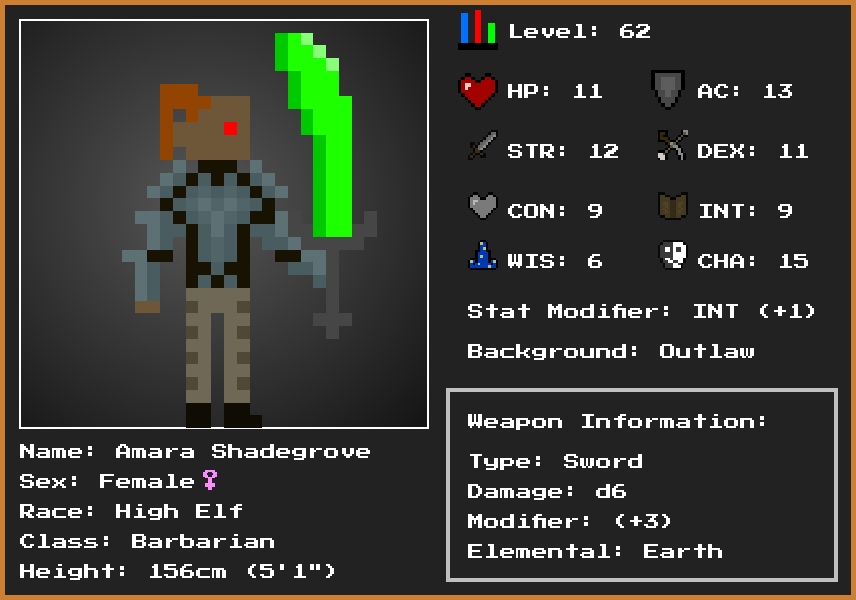 Level: 62
HP: 11
AC: 13
STR: 12
DEX: 11
CON: 9
INT: 9
WIS: 6
CHA: 15
Stat Modifier: INT (+1)
Background: Outlaw
Weapon Information:
Type: Sword
Damage: d6
Modifier: (+3)
Elemental: Earth
Name: Amara Shadegrove
Sex: Female♀
Race: High Elf
Class: Barbarian
Height: 156cm (5'1")